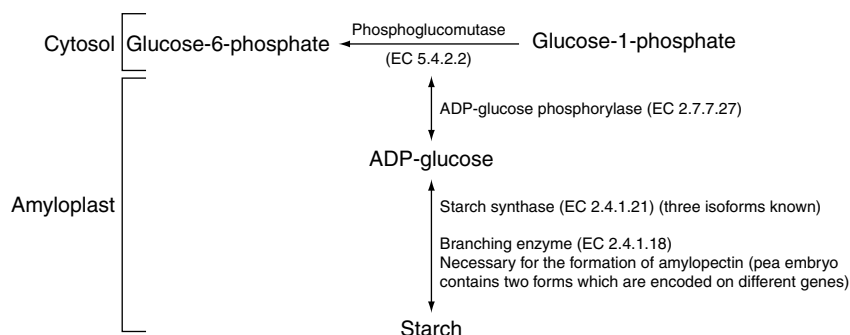 Phosphoglucomutase
Cytosol Glucose-6-phosphate Glucose-1-phosphate
(EC 5.4.2.2)
ADP-glucose phosphorylase (EC 2.7.7.27)
ADP-glucose
Amyloplast
Starch synthase (EC 2.4.1.21) (three isoforms known)
Branching enzyme (EC 2.4.1.18)
Necessary for the formation of amylopectin (pea embryo
contains two forms which are encoded on different genes)
Starch